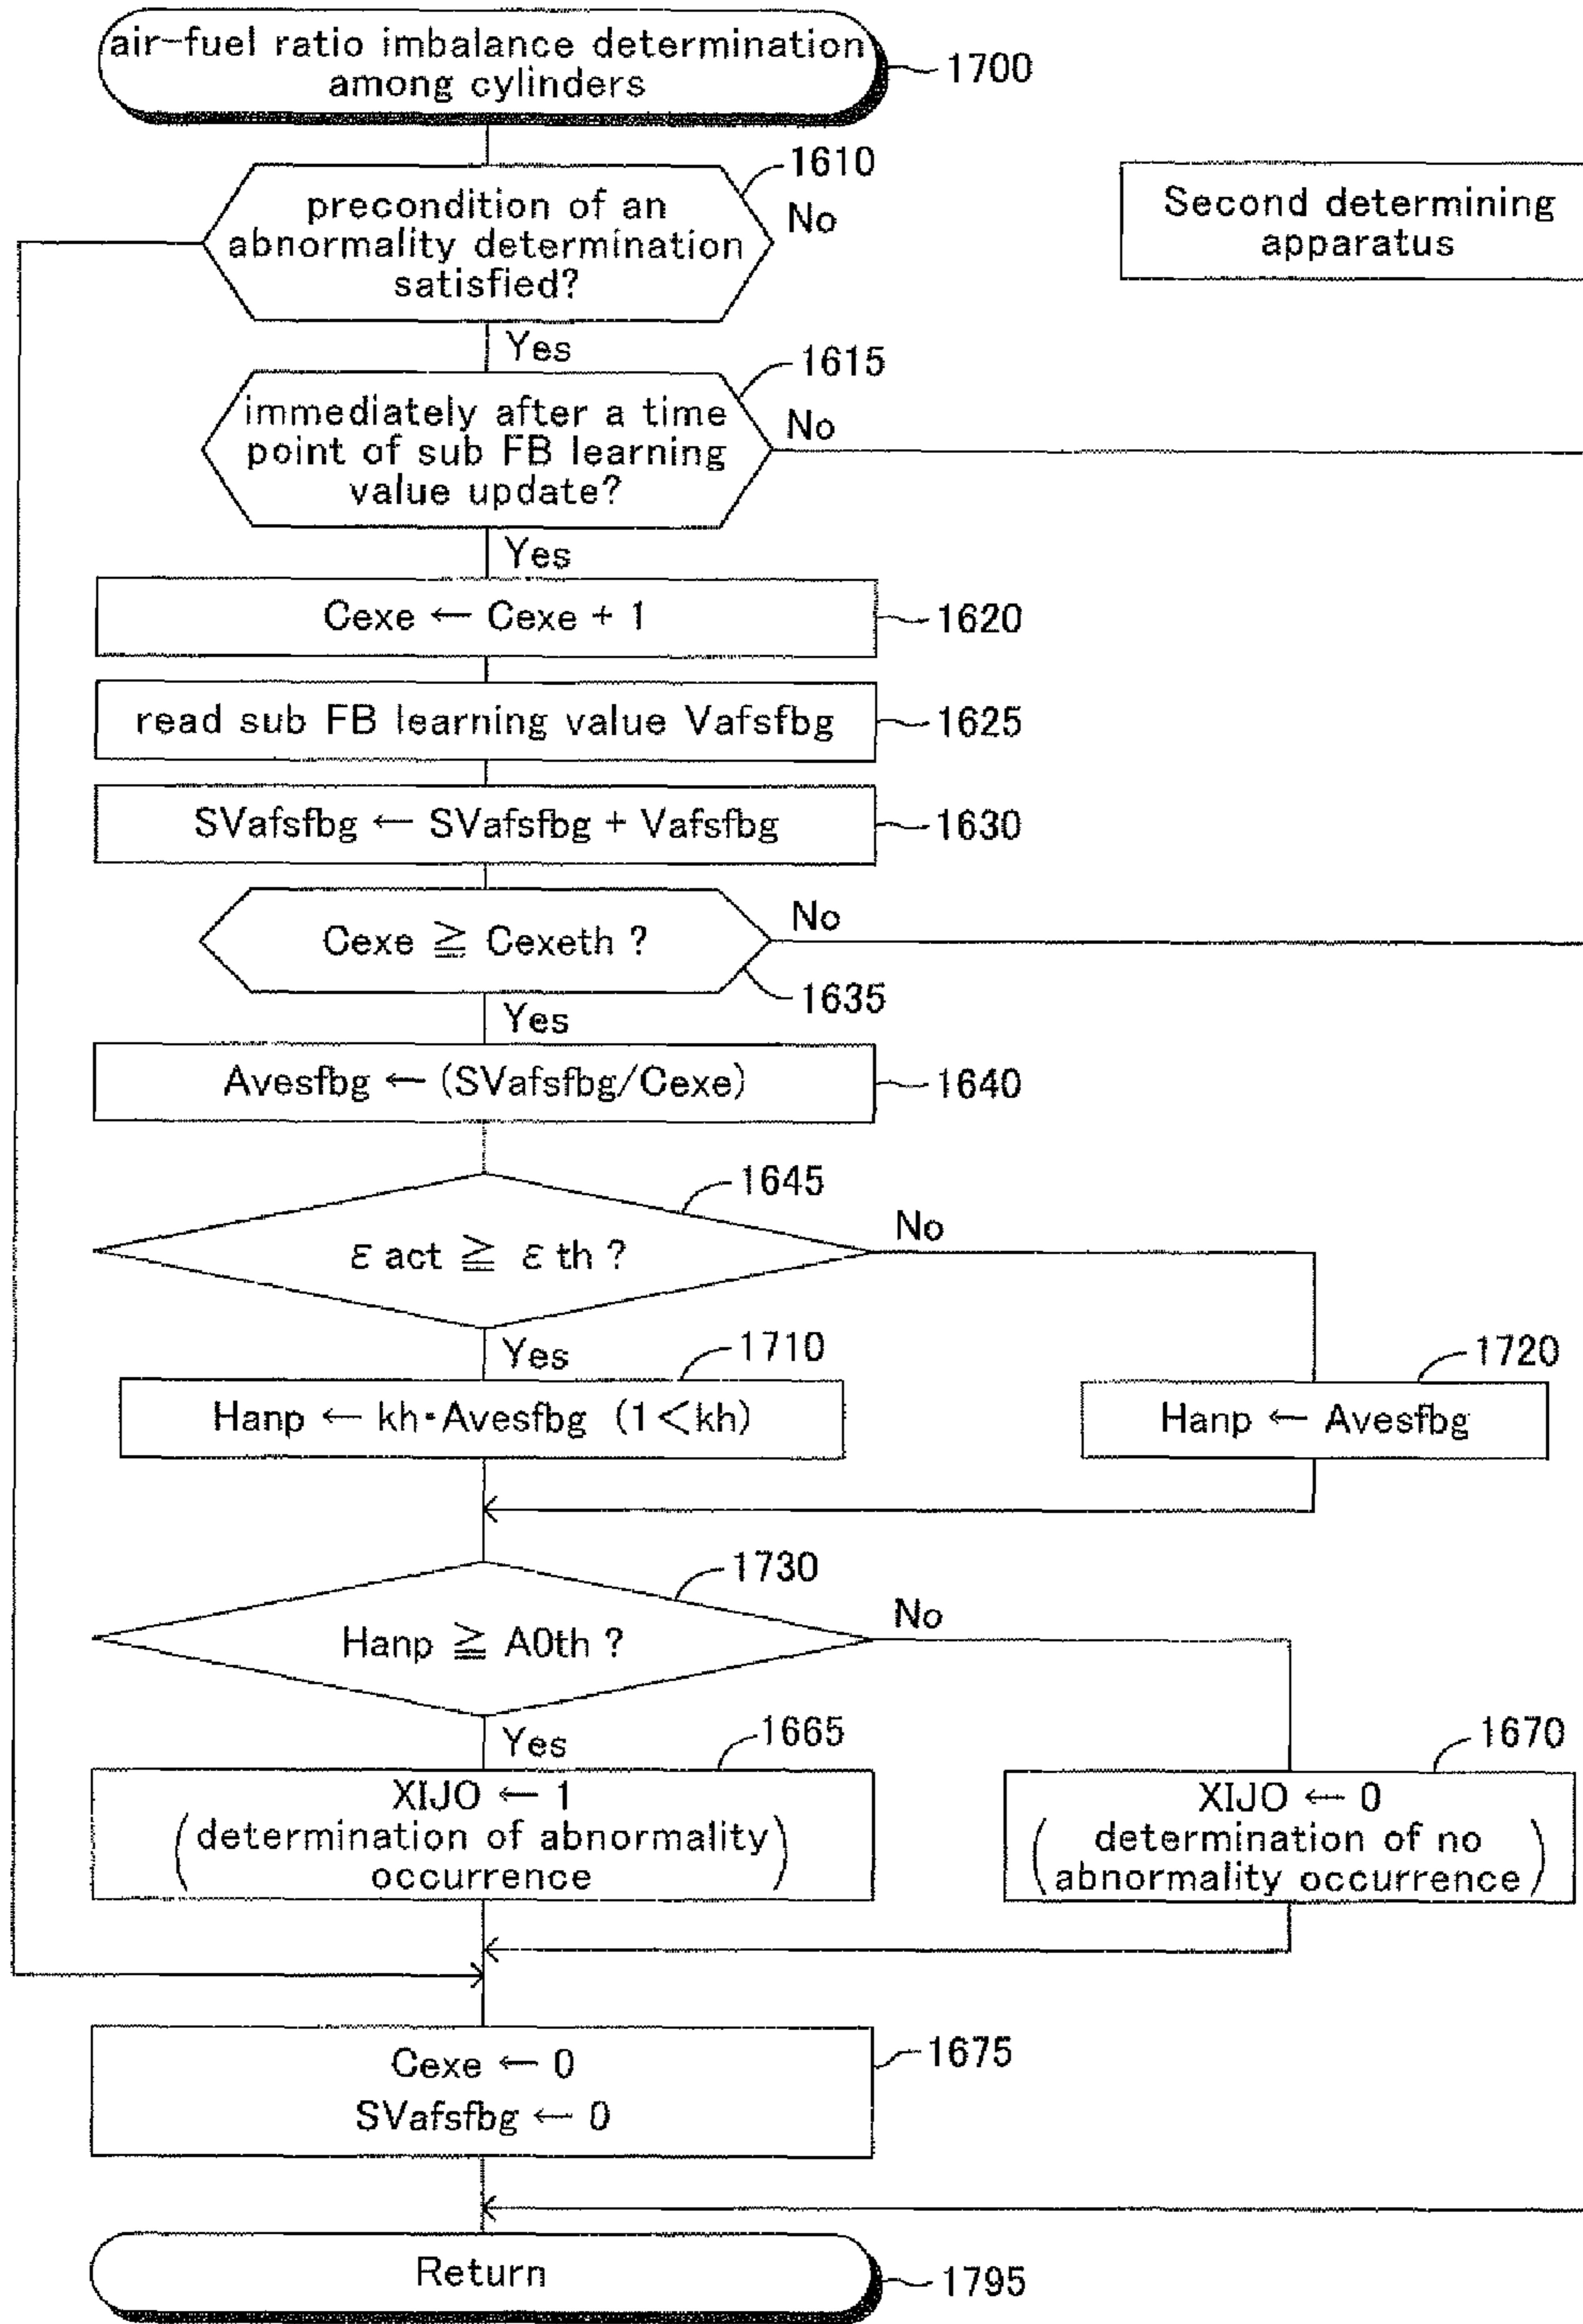 air-fuel ratio imbalance determination
among cylinders
1700
1610
precondition of an
abnormality determination
satisfied?
No
Second determining
apparatus
Yes
1615
immediately after a time
point of sub FB learning
value update?
No
Yes
Cexe ← Cexe + 1
1620
read sub FB learning value Vafsfbg
1625
SVafsfbg ← SVafsfbg + Vafsfbg
1630
Cexe ≧ Cexeth ?
No
1635
Yes
Avesfbg ← (SVafsfbg/Cexe)
1640
1645
ε act ≧ ε th ?
No
Yes
1710
1720
Hanp ← kh・Avesfbg (1<kh)
Hanp ← Avesfbg
1730
Hanp ≧ A0th ?
No
Yes
1665
1670
XIJO ← 1
(determination of abnormality
occurrence)
XIJO ← 0
(determination of no
abnormality occurrence)
Cexe ← 0
1675
SVafsfbg ← 0
Return
1795